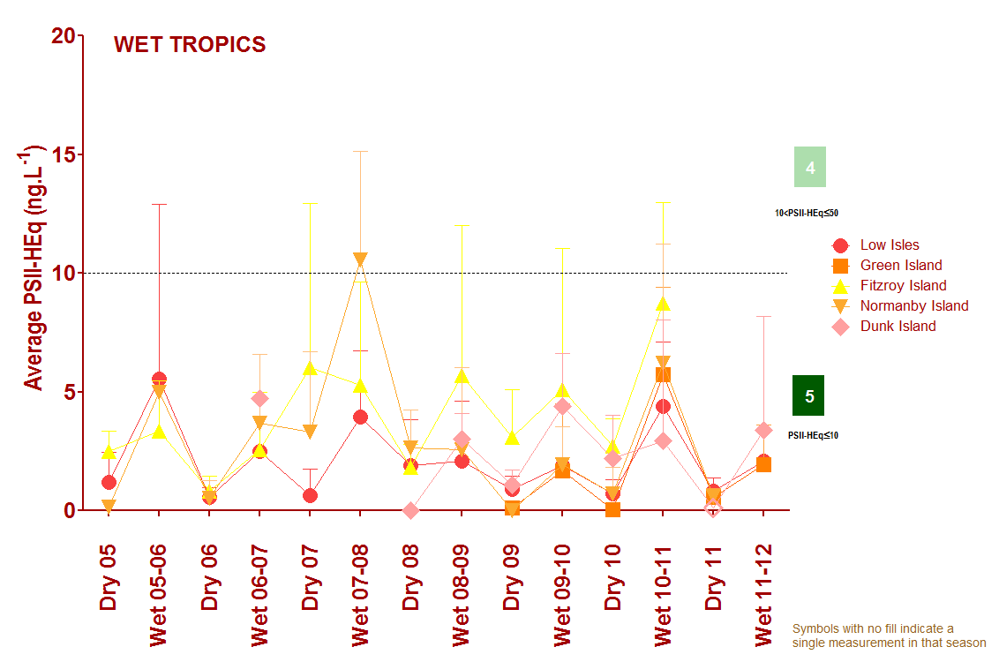 WET TROPICS
Average PSII-HEq (ng.L-1)
20
15
10
5
0
Dry 05
Wet 05-06
Dry 06
Wet 06-07
Dry 07
Wet 07-08
Dry 08
Wet 08-09
Dry 09
Wet 09-10
Dry 10
Wet 10-11
Dry 11
Wet 11-12
4
10<PSII-HEq≤50
Low Isles
Green Island
Fitzroy Island
Normanby Island
Dunk Island
5
PSII-HEq≤10
Symbols with no fill indicate a
single measurement in that season